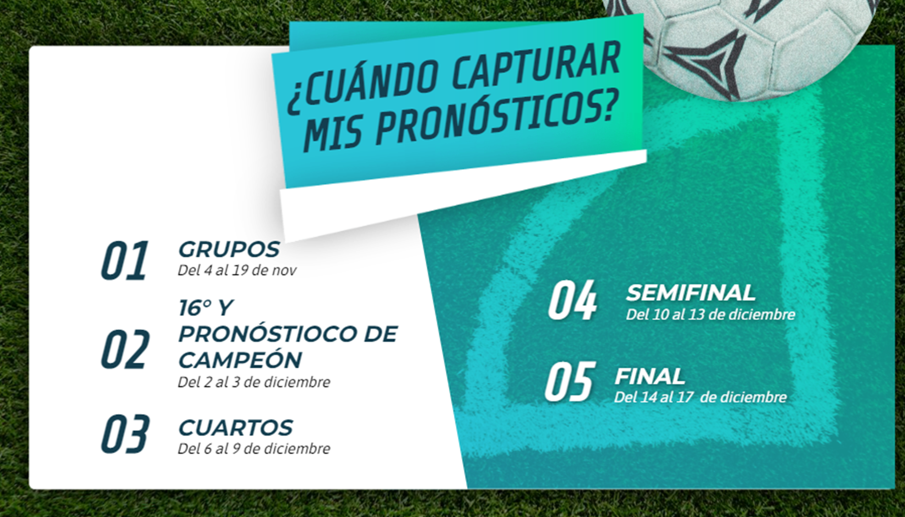 ¿CUÁNDO CAPTURAR
MIS PRONÓSTICOS?
01
GRUPOS
Del 4 al 19 de nov
02
16° Y
PRONÓSTIOCO DE
CAMPEÓN
Del 2 al 3 de diciembre
03
CUARTOS
Del 6 al 9 de diciembre
04
SEMIFINAL
Del 10 al 13 de diciembre
05
FINAL
Del 14 al 17 de diciembre